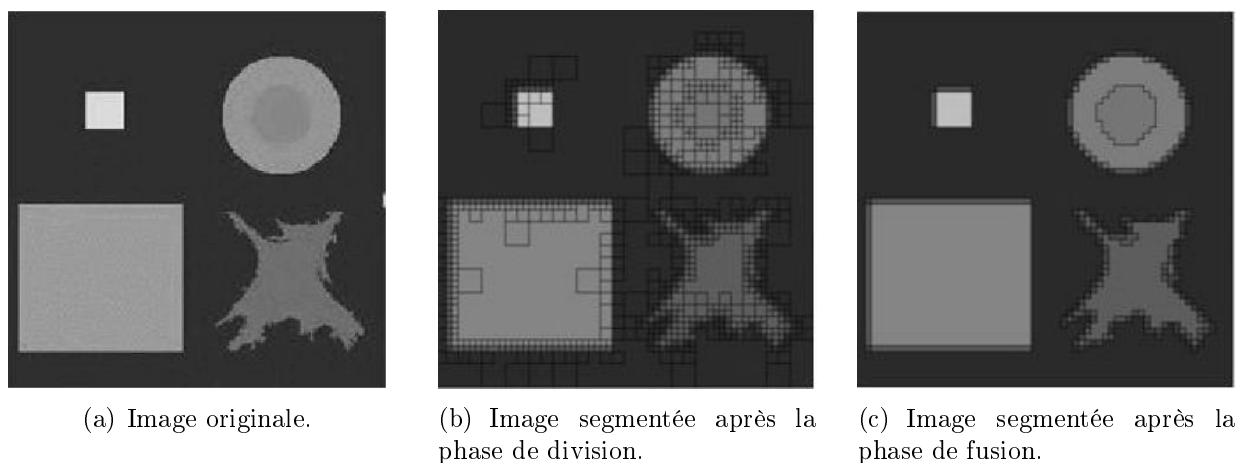 (a) Image originale.
(b) Image segmentée après la
phase de division.
(c) Image segmentée après la
phase de fusion.